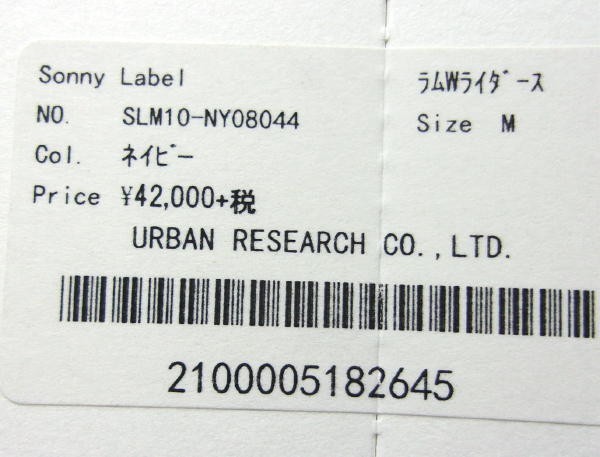 Sonny Label ラムWライダース
NO. SLM10-NY08044 Size M
Col. ネイビー
Price ¥42,000+税
URBAN RESEARCH CO.,LTD.
2100005182645